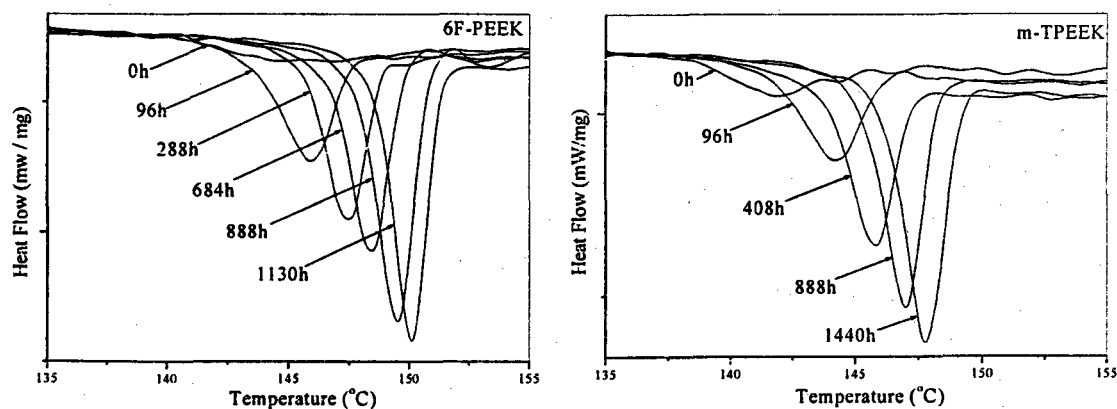 6F-PEEK
0h
96h
288h
684h
888h
1130h
Heat Flow (mw / mg)
135 140 145 150 155
Temperature (°C)
m-TPEEK
0h
96h
408h
888h
1440h
Heat Flow (mW/mg)
135 140 145 150 155
Temperature (°C)